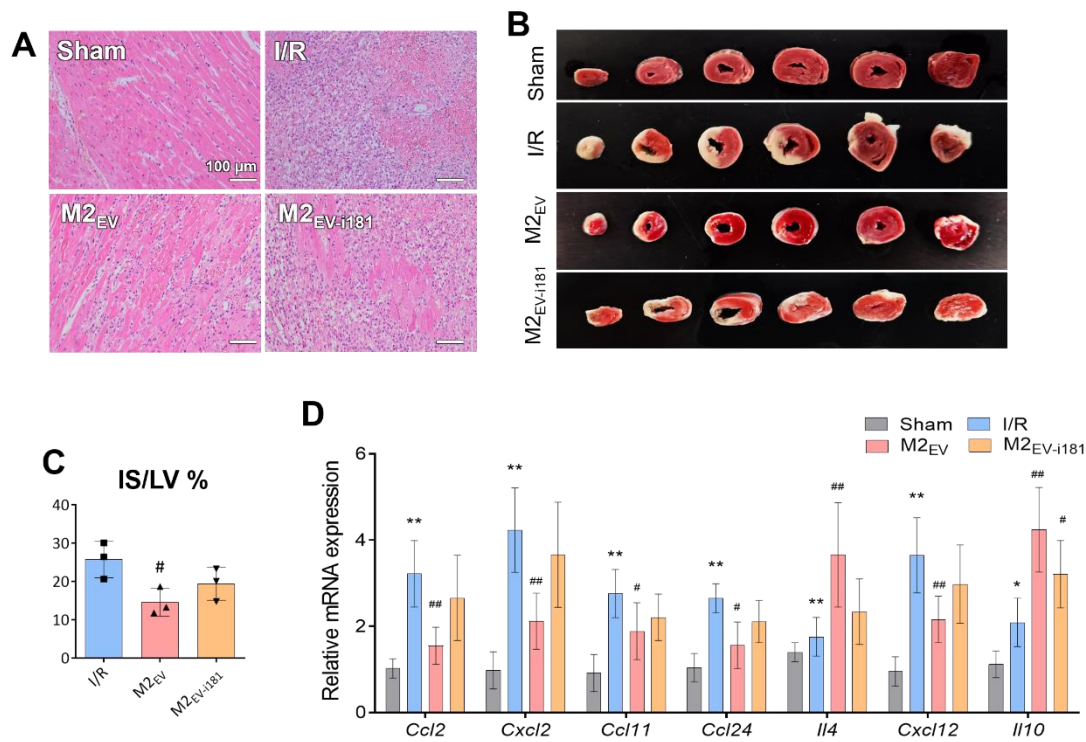 A
Sham
I/R
100 µm
M2EV
M2EV-i181
B
Sham
I/R
M2EV
M2EV-i181
C
IS/LV %
40
30
20
10
0
#
I/R
M2EV
M2EV-i181
D
Sham
I/R
M2EV
M2EV-i181
Relative mRNA expression
6
4
2
0
** ##
** ##
** #
** #
** ##
** ##
* ## #
Ccl2 Cxcl2 Ccl11 Ccl24 Il4 Cxcl12 Il10